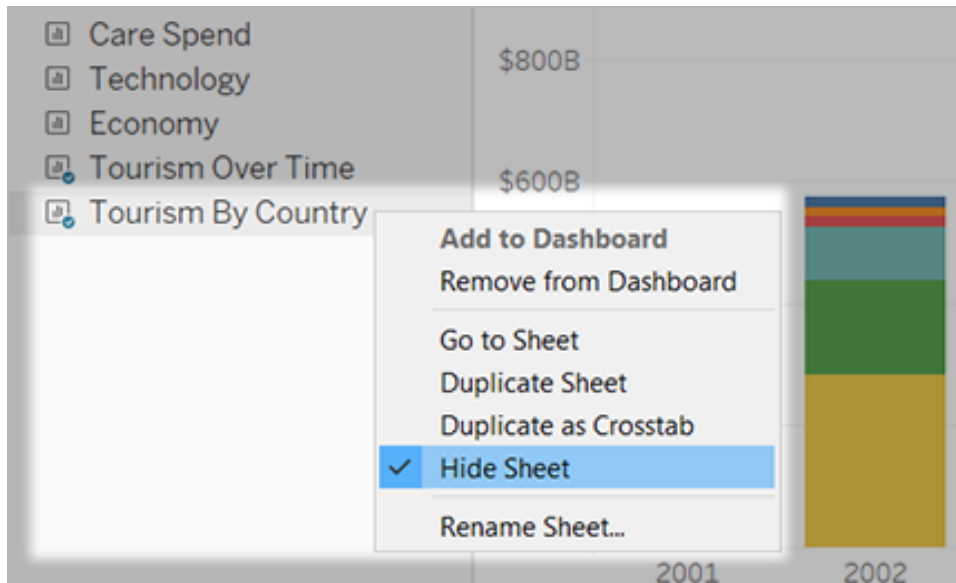 Care Spend
Technology
Economy
Tourism Over Time
Tourism By Country
Add to Dashboard
Remove from Dashboard
Go to Sheet
Duplicate Sheet
Duplicate as Crosstab
Hide Sheet
Rename Sheet...
$800B
$600B
2001
2002